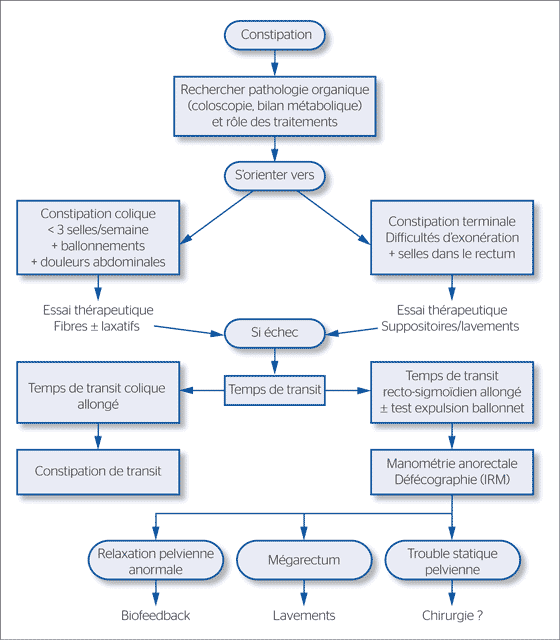 Constipation
Rechercher pathologie organique
(coloscopie, bilan métabolique)
et rôle des traitements
S'orienter vers
Constipation colique
< 3 selles/semaine
+ ballonnements
+ douleurs abdominales
Constipation terminale
Difficultés d'exonération
+ selles dans le rectum
Essai thérapeutique
Fibres ± laxatifs
Essai thérapeutique
Suppositoires/lavements
Si échec
Temps de transit colique
allongé
Temps de transit
Temps de transit
recto-sigmoïdien allongé
± test expulsion ballonnet
Constipation de transit
Manométrie anorectale
Défécographie (IRM)
Relaxation pelvienne
anormale
Mégarectum
Trouble statique
pelvienne
Biofeedback
Lavements
Chirurgie ?